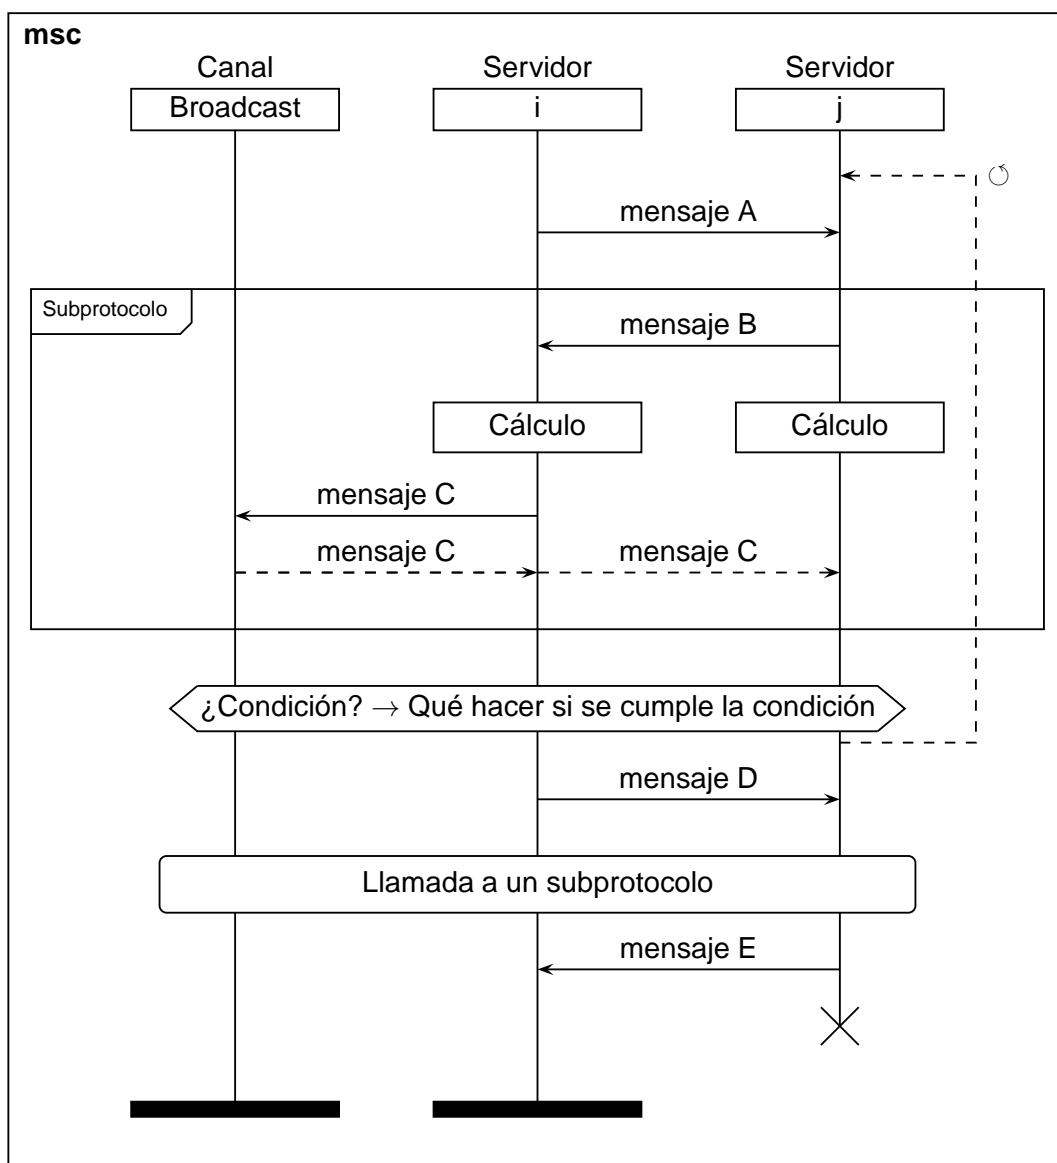 msc
Canal
Servidor
Servidor
Broadcast
i
j
mensaje A
Subprotocolo
mensaje B
Cálculo
Cálculo
mensaje C
mensaje C
mensaje C
¿Condición? → Qué hacer si se cumple la condición
mensaje D
Llamada a un subprotocolo
mensaje E